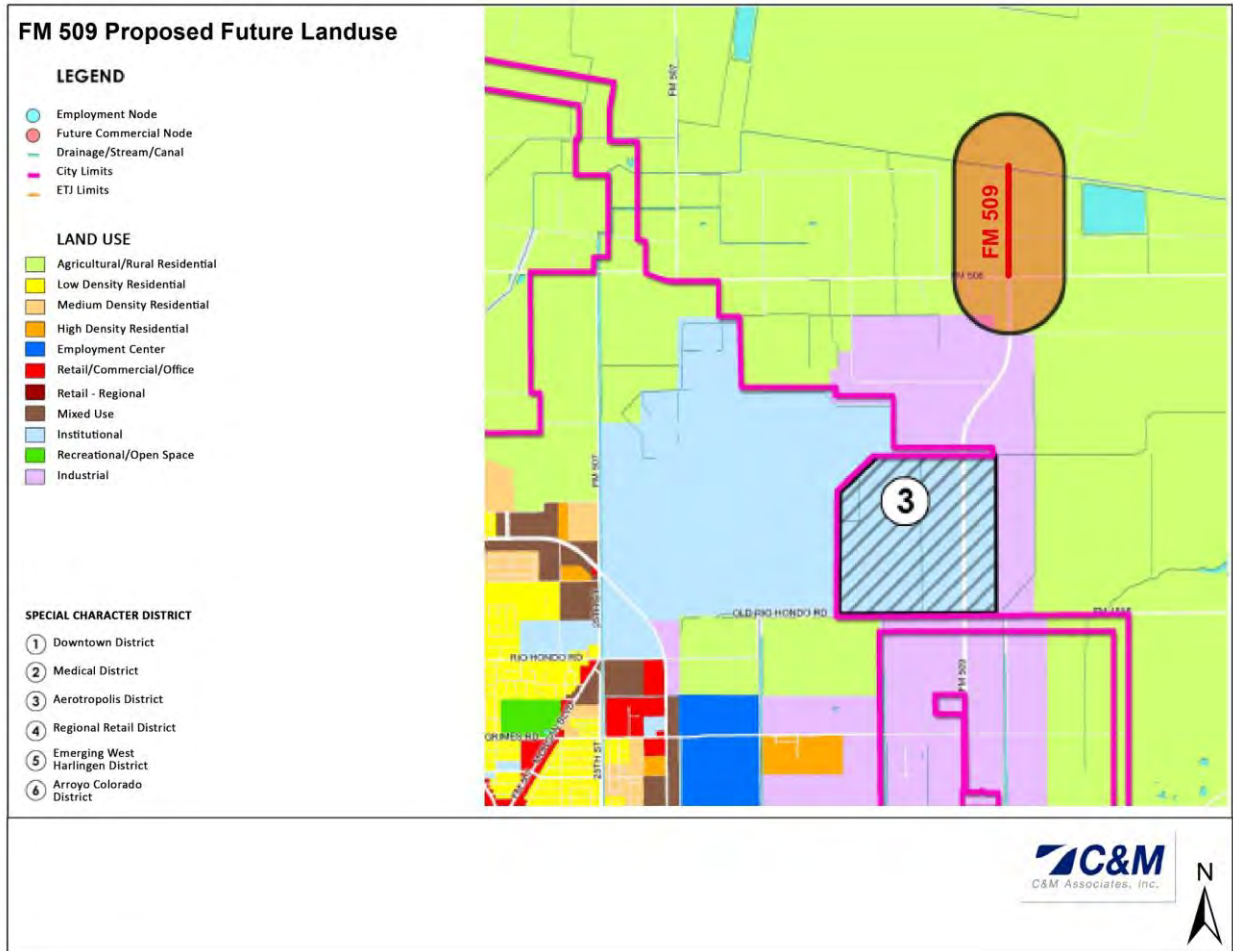 FM 509 Proposed Future Landuse
LEGEND
Employment Node
Future Commercial Node
Drainage/Stream/Canal
City Limits
ETJ Limits
LAND USE
Agricultural/Rural Residential
Low Density Residential
Medium Density Residential
High Density Residential
Employment Center
Retail/Commercial/Office
Retail - Regional
Mixed Use
Institutional
Recreational/Open Space
Industrial
SPECIAL CHARACTER DISTRICT
1 Downtown District
2 Medical District
3 Aerotropolis District
4 Regional Retail District
5 Emerging West
Harlingen District
6 Arroyo Colorado
District
FM 507
FM 509
FM 508
FM 507
3
25TH ST
OLD RIO HONDO RD
RIO HONDO RD
FM 509
GRIMES RD
25TH ST
C&M
C&M Associates, Inc.
N